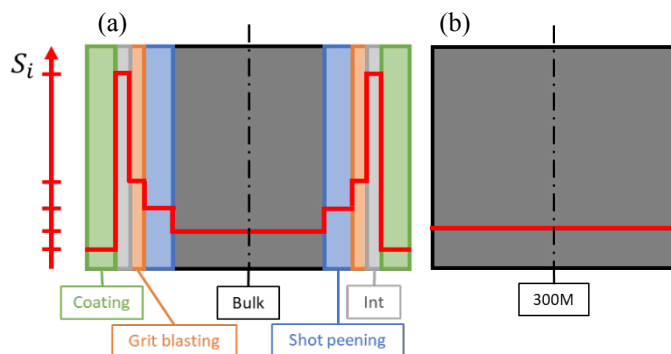 (a)
(b)
S_i
Coating
Bulk
Int
300M
Grit blasting
Shot peening